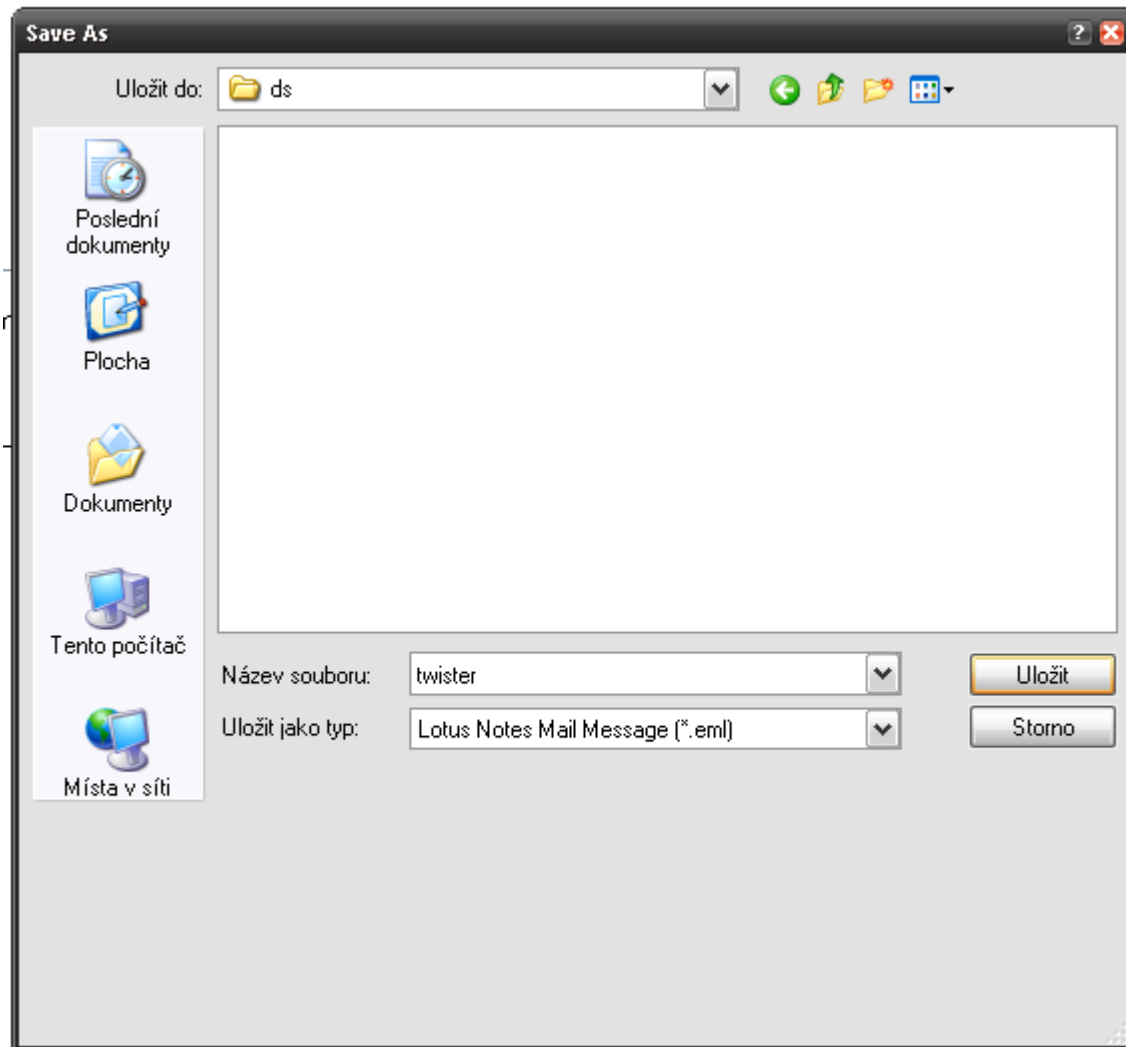 Save As
Uložit do:
ds
Poslední
dokumenty
Plocha
Dokumenty
Tento počítač
Místa v síti
Název souboru:
twister
Uložit
Uložit jako typ:
Lotus Notes Mail Message (*.eml)
Storno